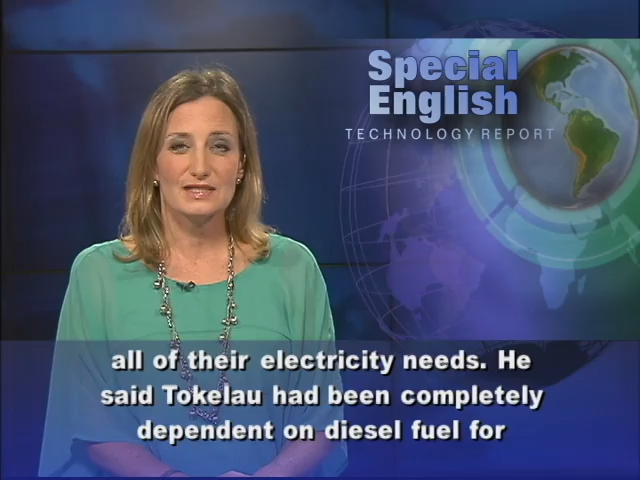 Special
English
TECHNOLOGY REPORT
all of their electricity needs. He
said Tokelau had been completely
dependent on diesel fuel for